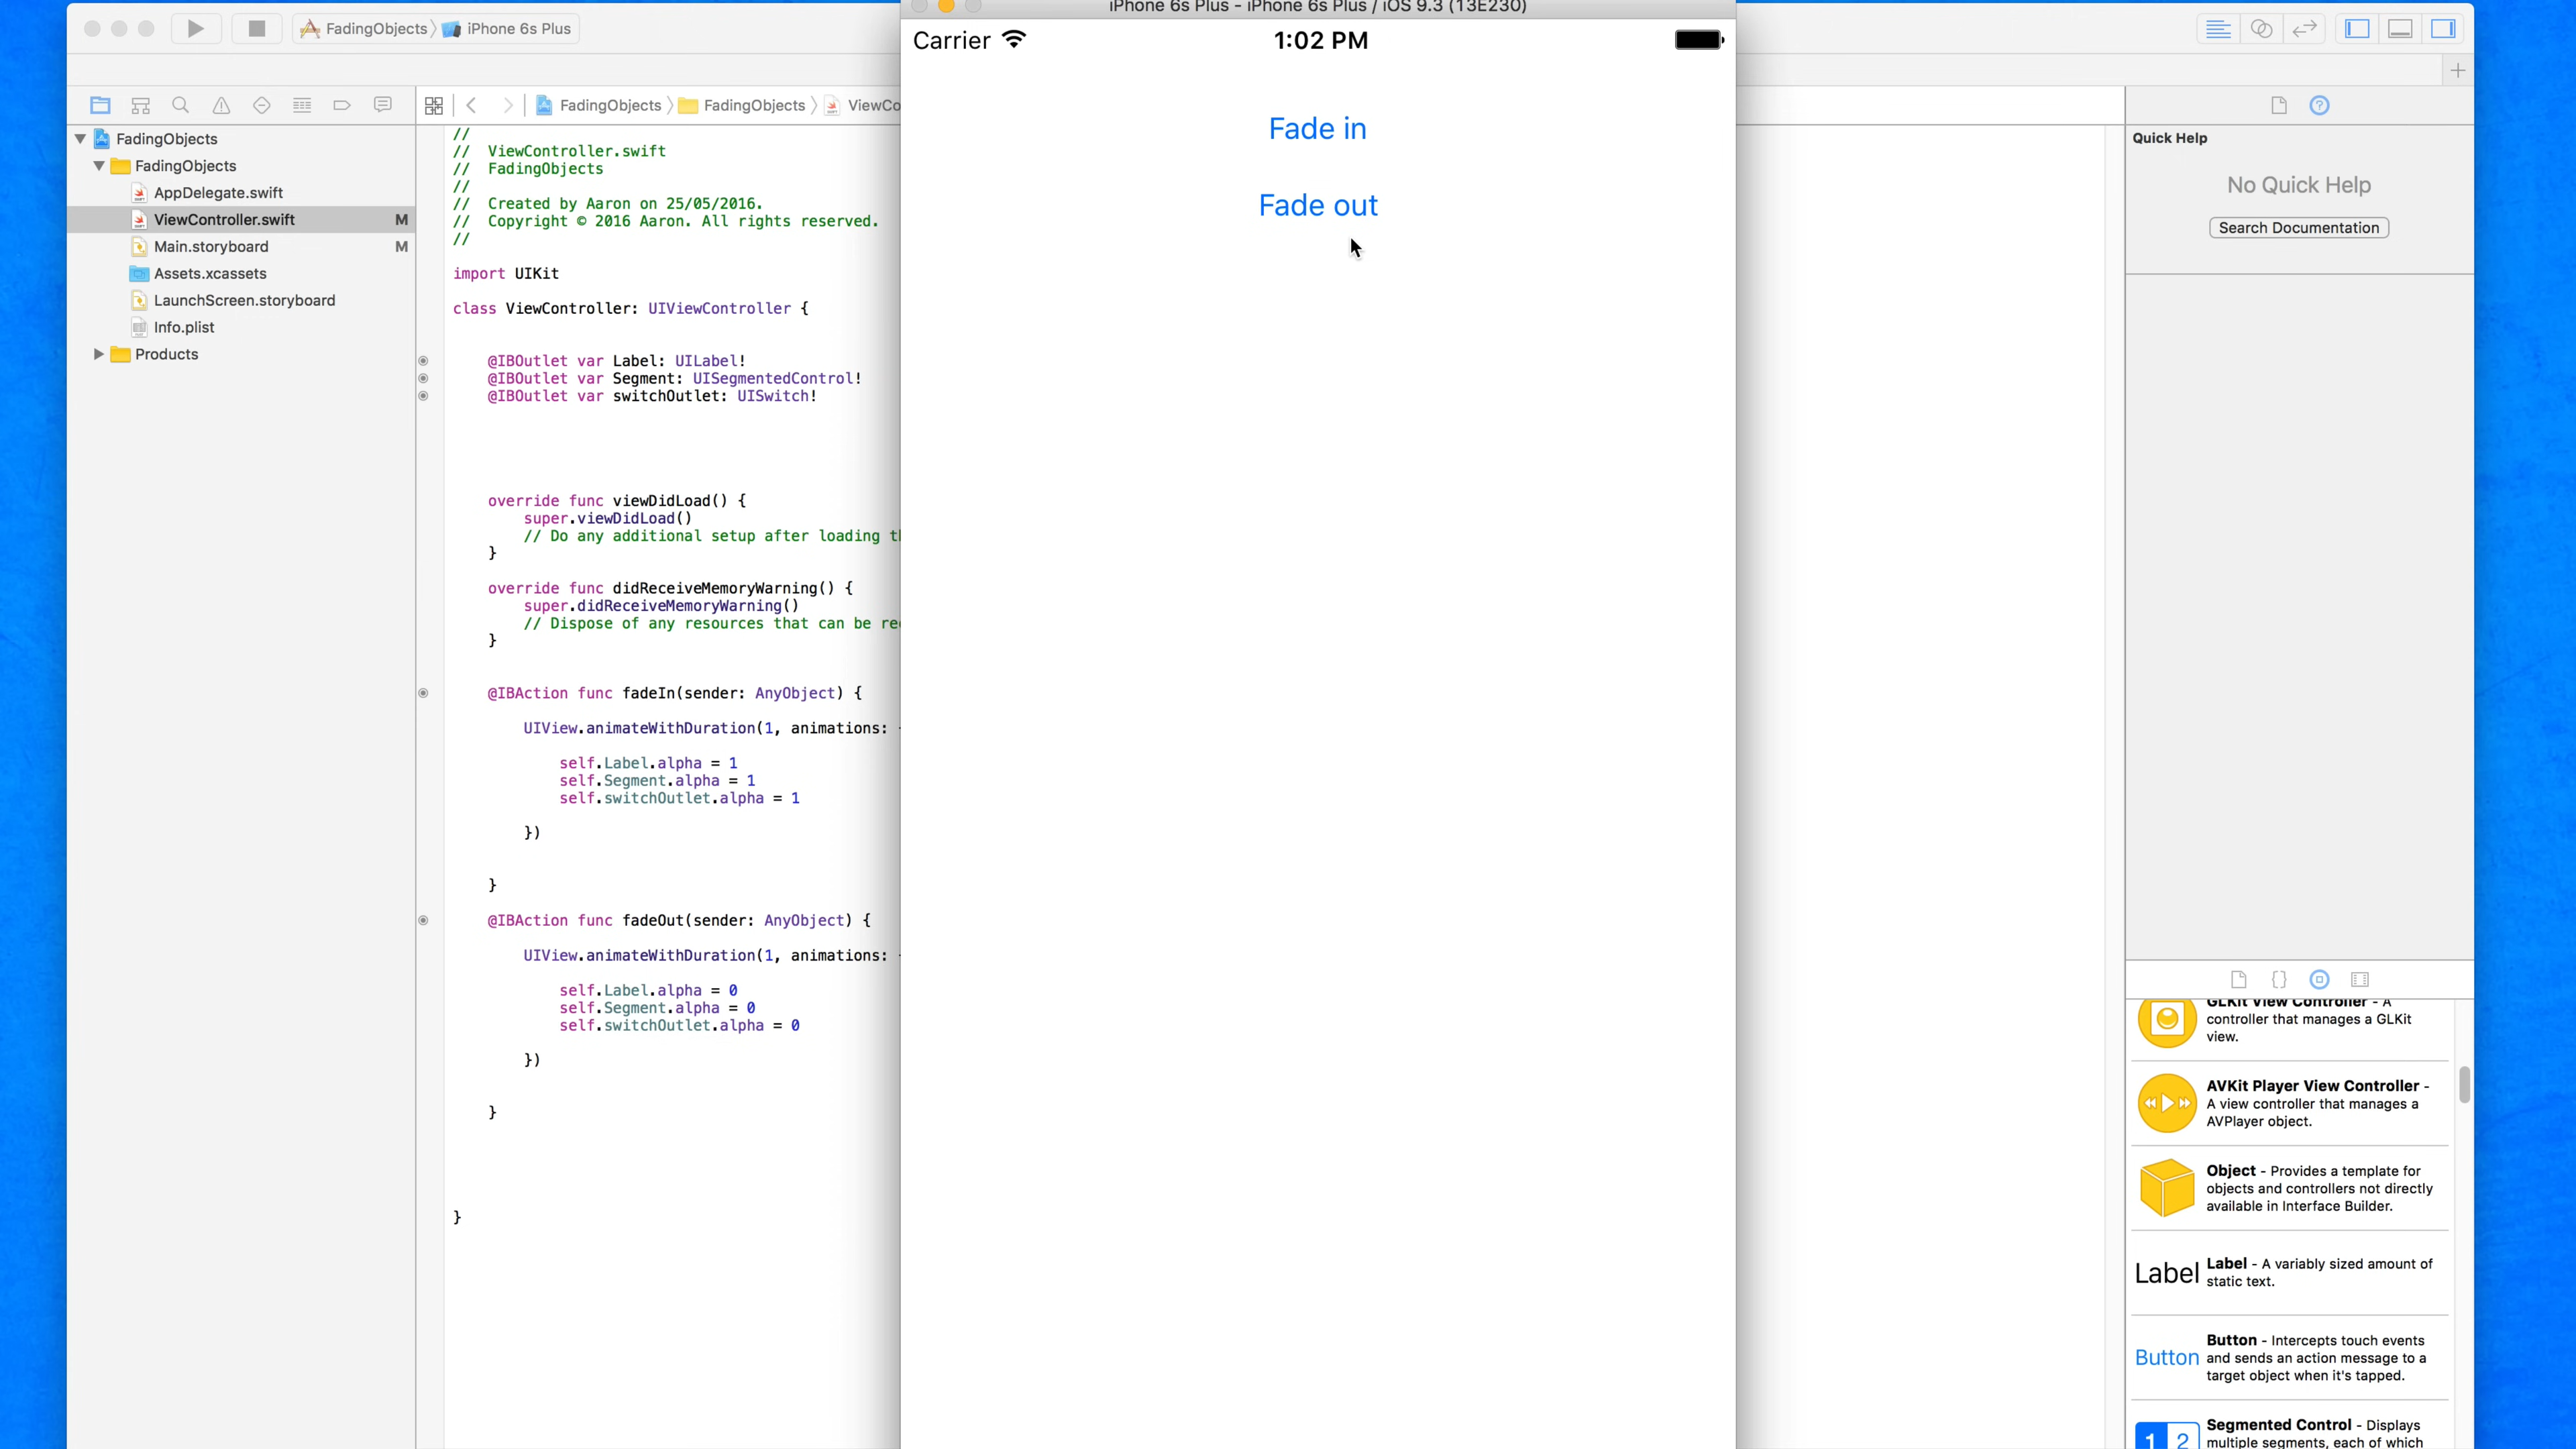 FadingObjects
iPhone 6s Plus
iPhone 6s Plus - iPhone 6s Plus / iOS 9.3 (13E230)
Carrier
1:02 PM
Fade in
Fade out
FadingObjects
FadingObjects
ViewCo
FadingObjects
FadingObjects
AppDelegate.swift
ViewController.swift M
Main.storyboard M
Assets.xcassets
LaunchScreen.storyboard
Info.plist
Products
//
// ViewController.swift
// FadingObjects
//
// Created by Aaron on 25/05/2016.
// Copyright © 2016 Aaron. All rights reserved.
//
import UIKit
class ViewController: UIViewController {
@IBOutlet var Label: UILabel!
@IBOutlet var Segment: UISegmentedControl!
@IBOutlet var switchOutlet: UISwitch!
override func viewDidLoad() {
super.viewDidLoad()
// Do any additional setup after loading th
}
override func didReceiveMemoryWarning() {
super.didReceiveMemoryWarning()
// Dispose of any resources that can be re
}
@IBAction func fadeIn(sender: AnyObject) {
UIView.animateWithDuration(1, animations:
self.Label.alpha = 1
self.Segment.alpha = 1
self.switchOutlet.alpha = 1
})
}
@IBAction func fadeOut(sender: AnyObject) {
UIView.animateWithDuration(1, animations:
self.Label.alpha = 0
self.Segment.alpha = 0
self.switchOutlet.alpha = 0
})
}
}
Quick Help
No Quick Help
Search Documentation
{}
GLKit View Controller - A
controller that manages a GLKit
view.
AVKit Player View Controller -
A view controller that manages a
AVPlayer object.
Object - Provides a template for
objects and controllers not directly
available in Interface Builder.
Label
Label - A variably sized amount of
static text.
Button
Button - Intercepts touch events
and sends an action message to a
target object when it's tapped.
1 2
Segmented Control - Displays
multiple segments, each of which